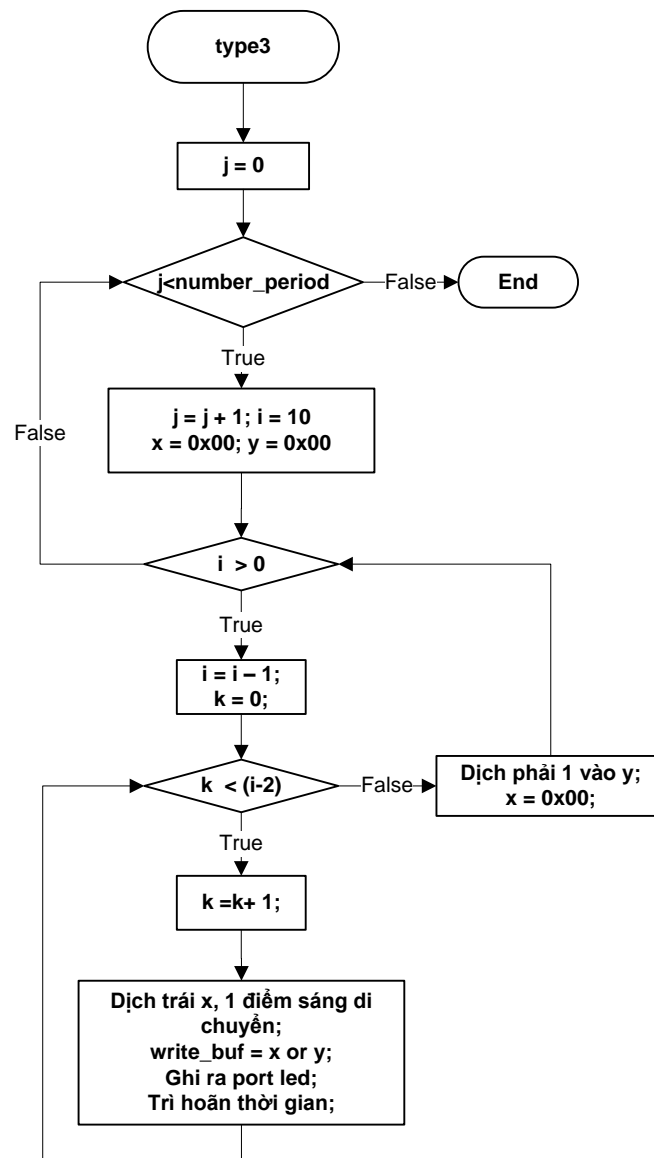 type3
j = 0
j<number_period
False
End
True
j = j + 1; i = 10
x = 0x00; y = 0x00
False
i > 0
True
i = i – 1;
k = 0;
k < (i-2)
False
Dịch phải 1 vào y;
x = 0x00;
True
k =k+ 1;
Dịch trái x, 1 điểm sáng di
chuyển;
write_buf = x or y;
Ghi ra port led;
Trì hoãn thời gian;